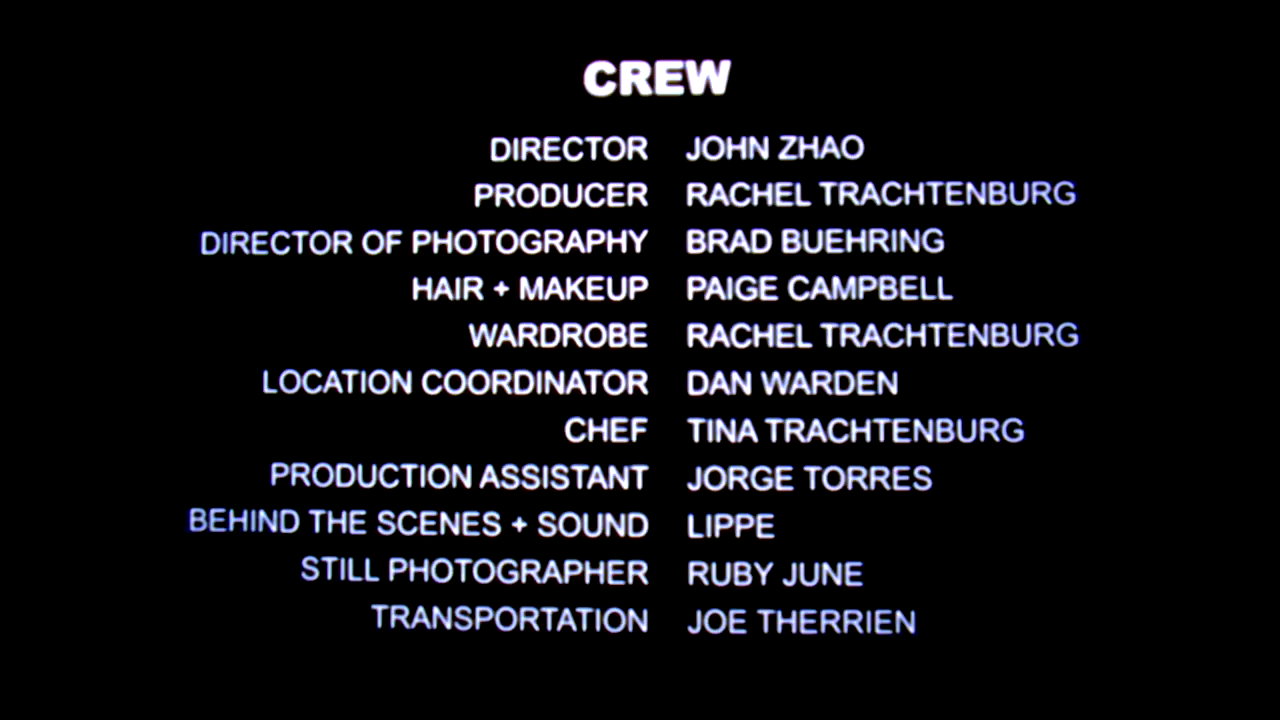 CREW
DIRECTOR JOHN ZHAO
PRODUCER RACHEL TRACHTENBURG
DIRECTOR OF PHOTOGRAPHY BRAD BUEHRING
HAIR + MAKEUP PAIGE CAMPBELL
WARDROBE RACHEL TRACHTENBURG
LOCATION COORDINATOR DAN WARDEN
CHEF TINA TRACHTENBURG
PRODUCTION ASSISTANT JORGE TORRES
BEHIND THE SCENES + SOUND LIPPE
STILL PHOTOGRAPHER RUBY JUNE
TRANSPORTATION JOE THERRIEN